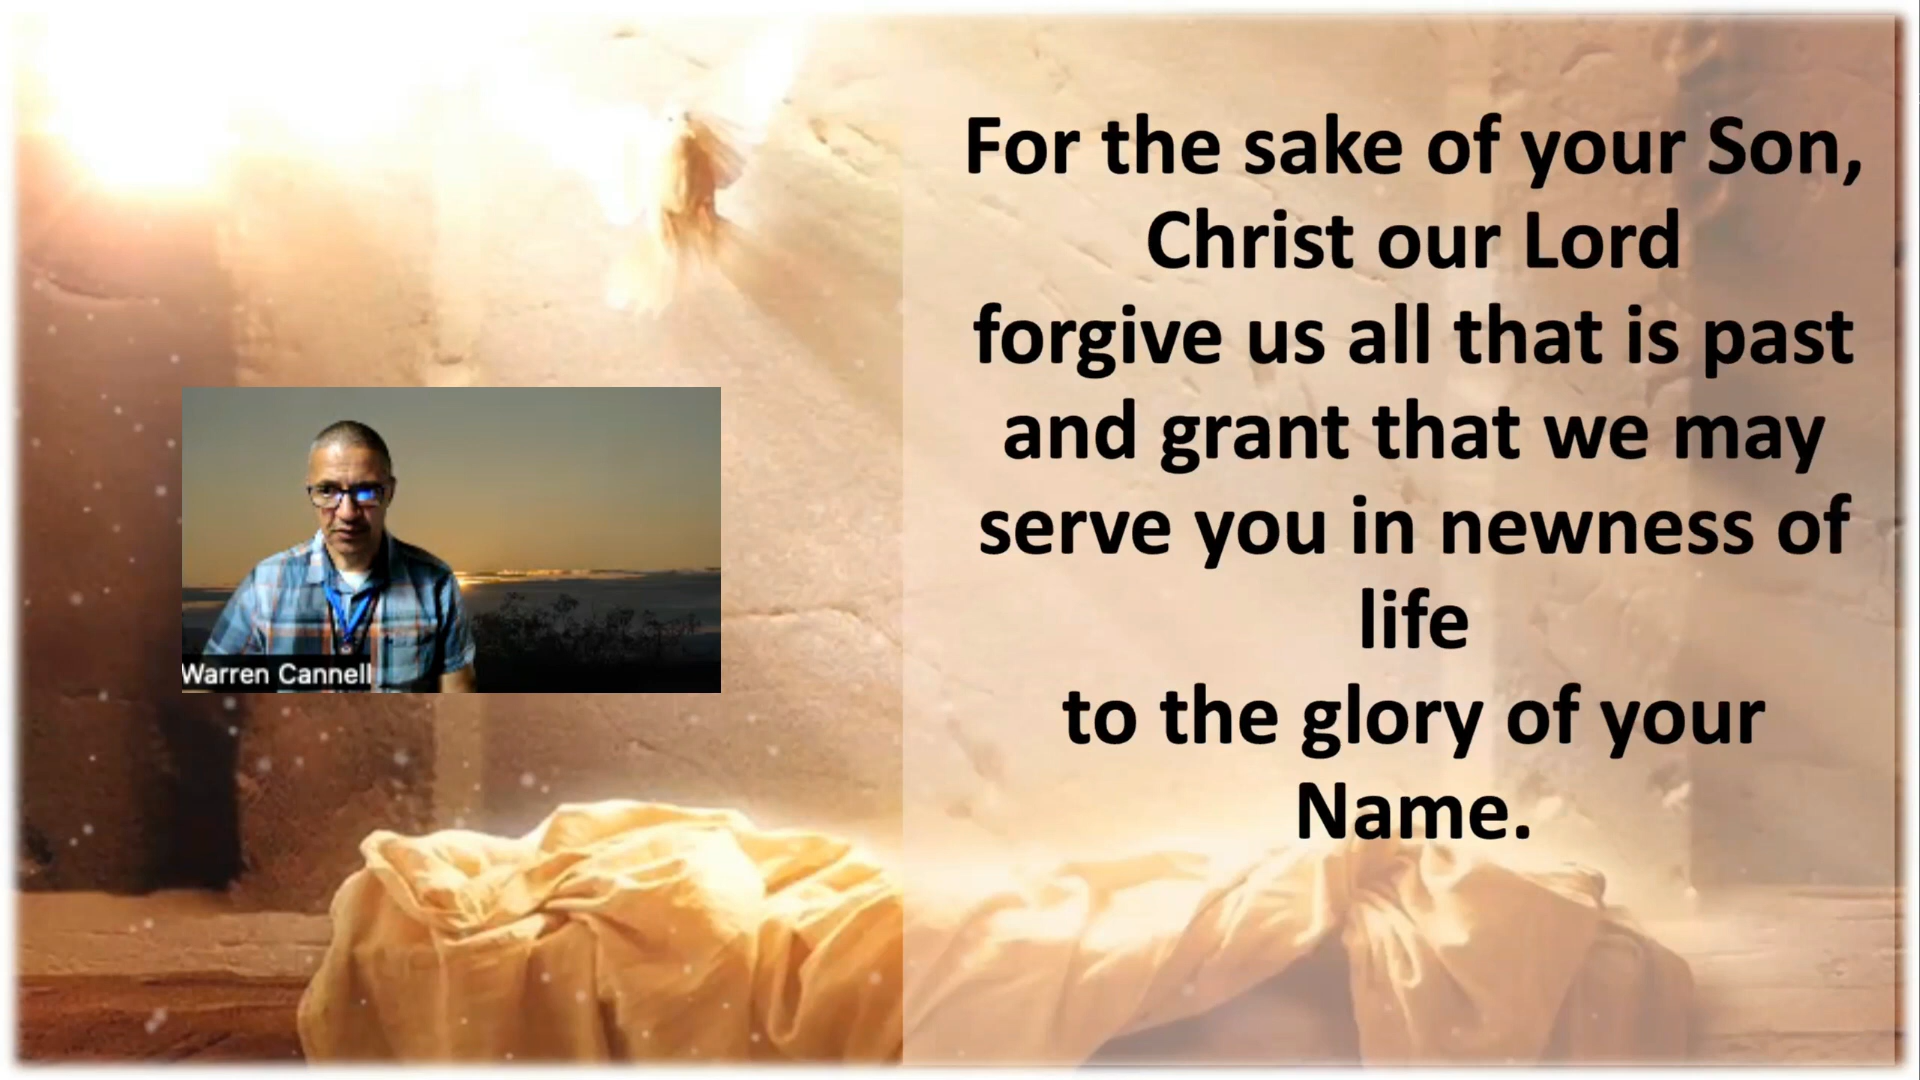 For the sake of your Son,
Christ our Lord
forgive us all that is past
and grant that we may
serve you in newness of
life
to the glory of your
Name.
Warren Cannell